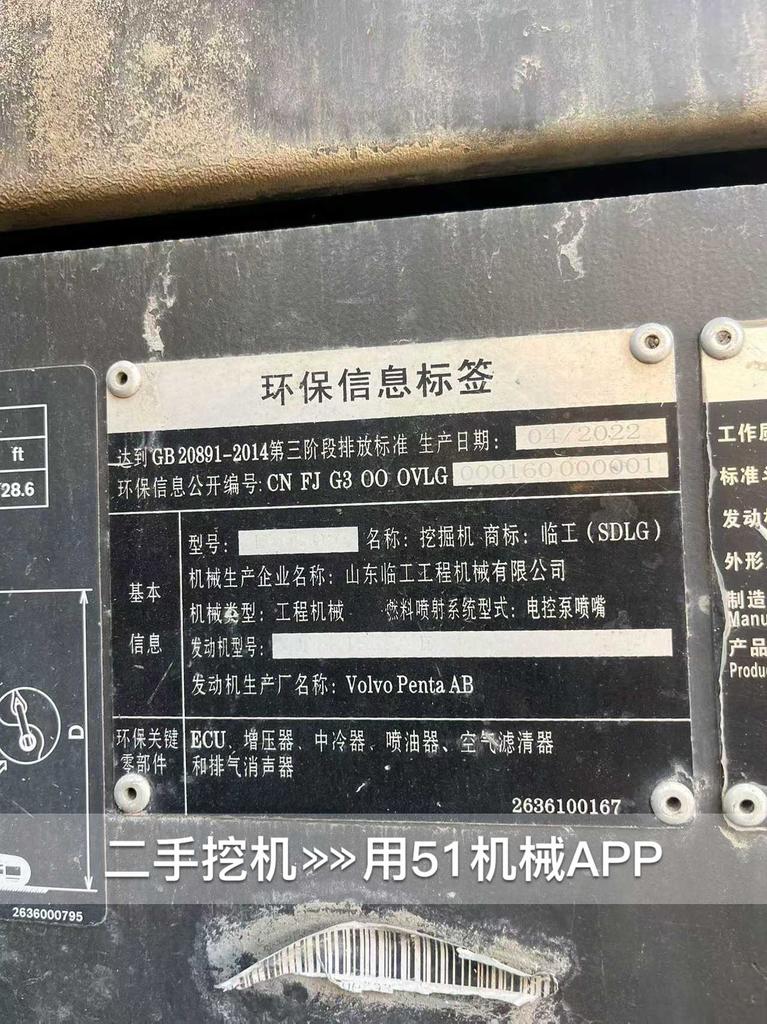 环保信息标签
达到GB 20891-2014第三阶段排放标准 生产日期: 04/2022
环保信息公开编号: CN FJ G3 OO OVLG 000160 000001
型号: 名称: 挖掘机 商标: 临工(SDLG)
机械生产企业名称: 山东临工工程机械有限公司
机械类型: 工程机械 燃料喷射系统型式: 电控泵喷嘴
基本
信息
发动机型号:
发动机生产厂名称: Volvo Penta AB
环保关键
零部件
ECU、增压器、中冷器、喷油器、空气滤清器
和排气消声器
2636100167
ft
28.6
D
2636000795
工作质
标准斗
发动机
外形
制造
Manu
产品
Produ
二手挖机»»用51机械APP